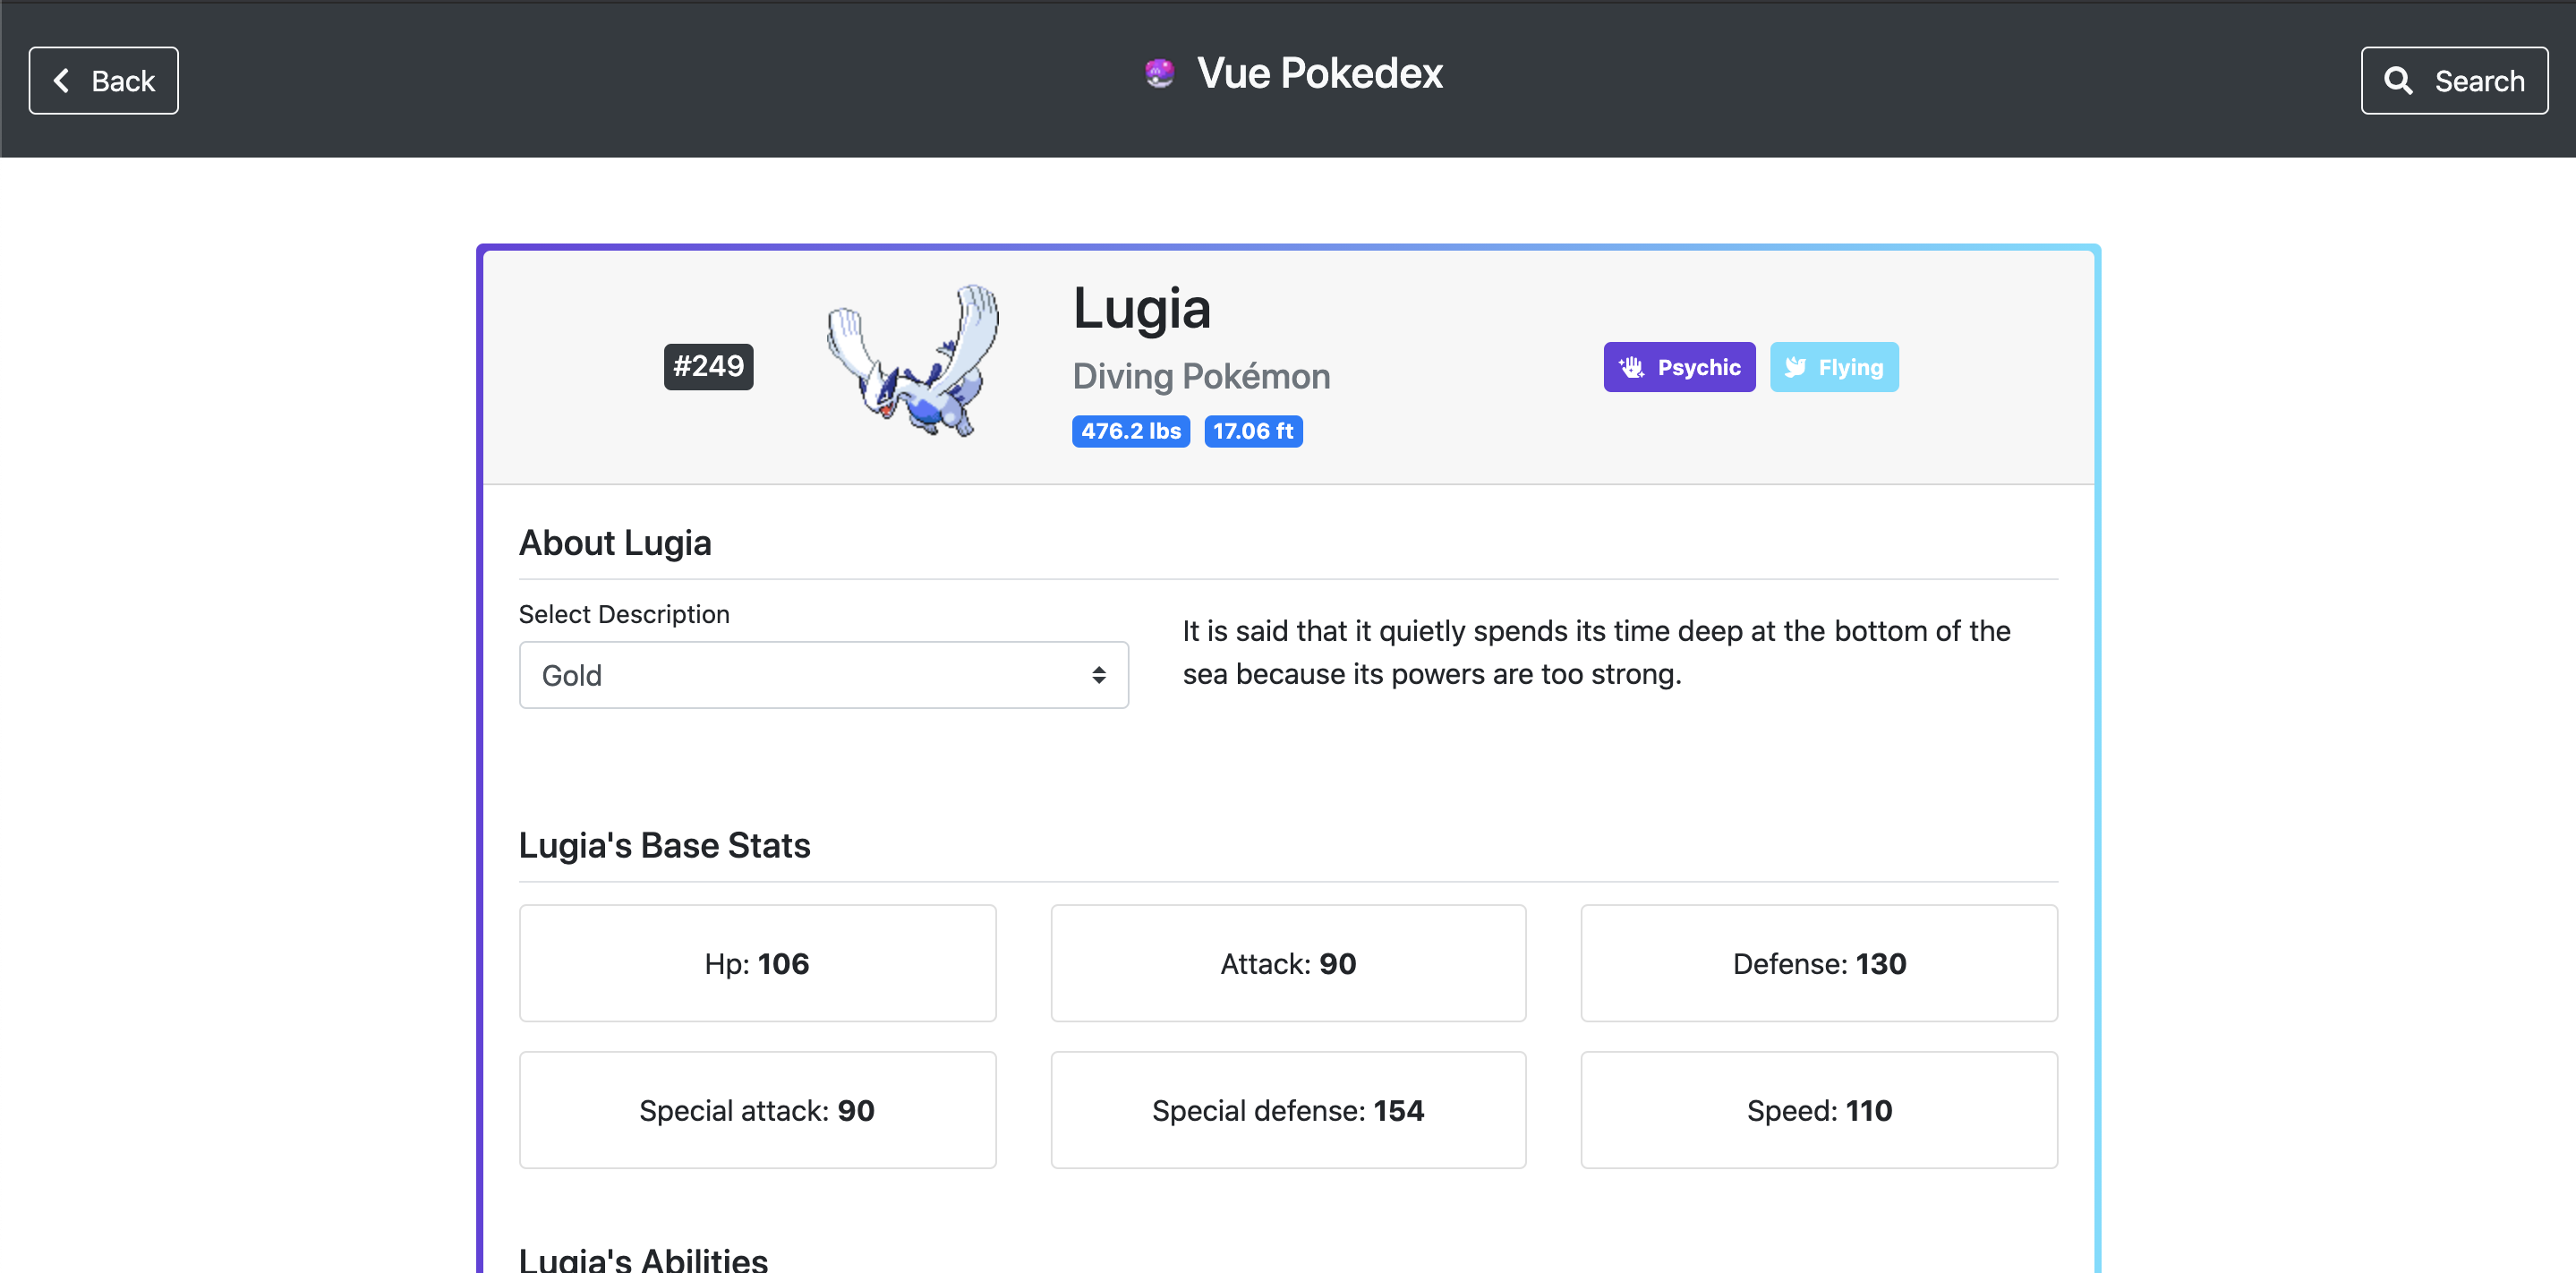 Back
Vue Pokedex
Search
#249
Lugia
Diving Pokémon
476.2 lbs 17.06 ft
Psychic
Flying
About Lugia
Select Description
Gold
It is said that it quietly spends its time deep at the bottom of the
sea because its powers are too strong.
Lugia's Base Stats
Hp: 106
Attack: 90
Defense: 130
Special attack: 90
Special defense: 154
Speed: 110
Lugia's Abilities